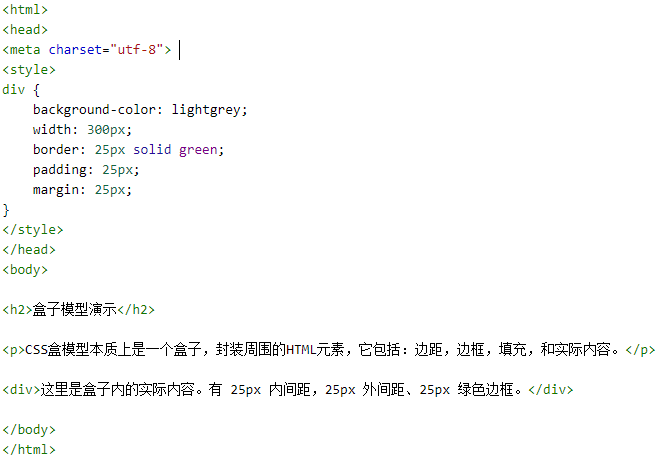 <html>
<head>
<meta charset="utf-8">
<style>
div {
    background-color: lightgrey;
    width: 300px;
    border: 25px solid green;
    padding: 25px;
    margin: 25px;
}
</style>
</head>
<body>

<h2>盒子模型演示</h2>

<p>CSS盒模型本质上是一个盒子，封装周围的HTML元素，它包括：边距，边框，填充，和实际内容。</p>

<div>这里是盒子内的实际内容。有 25px 内间距，25px 外间距、25px 绿色边框。</div>

</body>
</html>